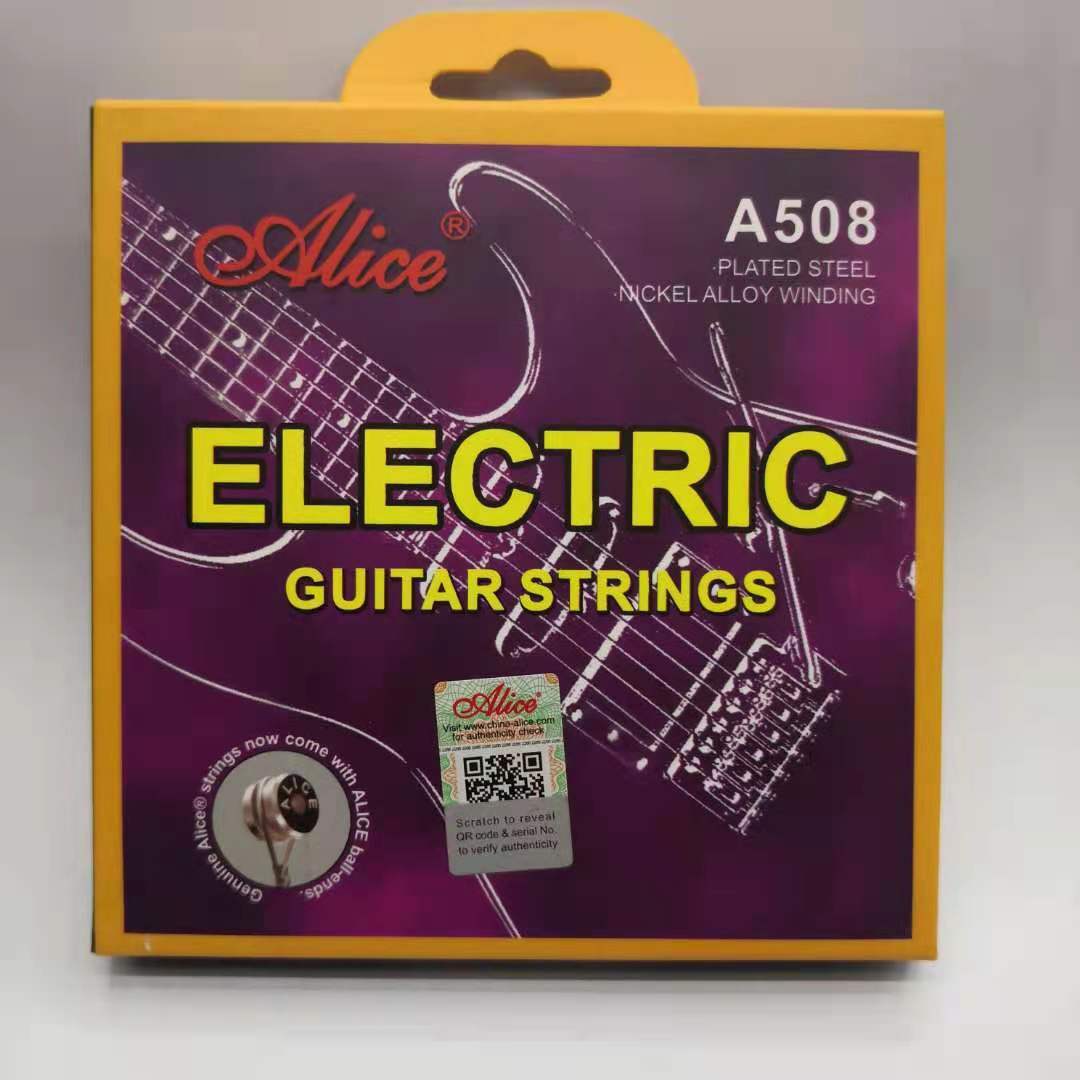 Alice®
A508
·PLATED STEEL
·NICKEL ALLOY WINDING
ELECTRIC
GUITAR STRINGS
Alice®
Visit www.china-alice.com
for authenticity check
Scratch to reveal
QR code & serial No.
to verify authenticity
Genuine Alice® strings now come with ALICE ball-ends.
ALICE